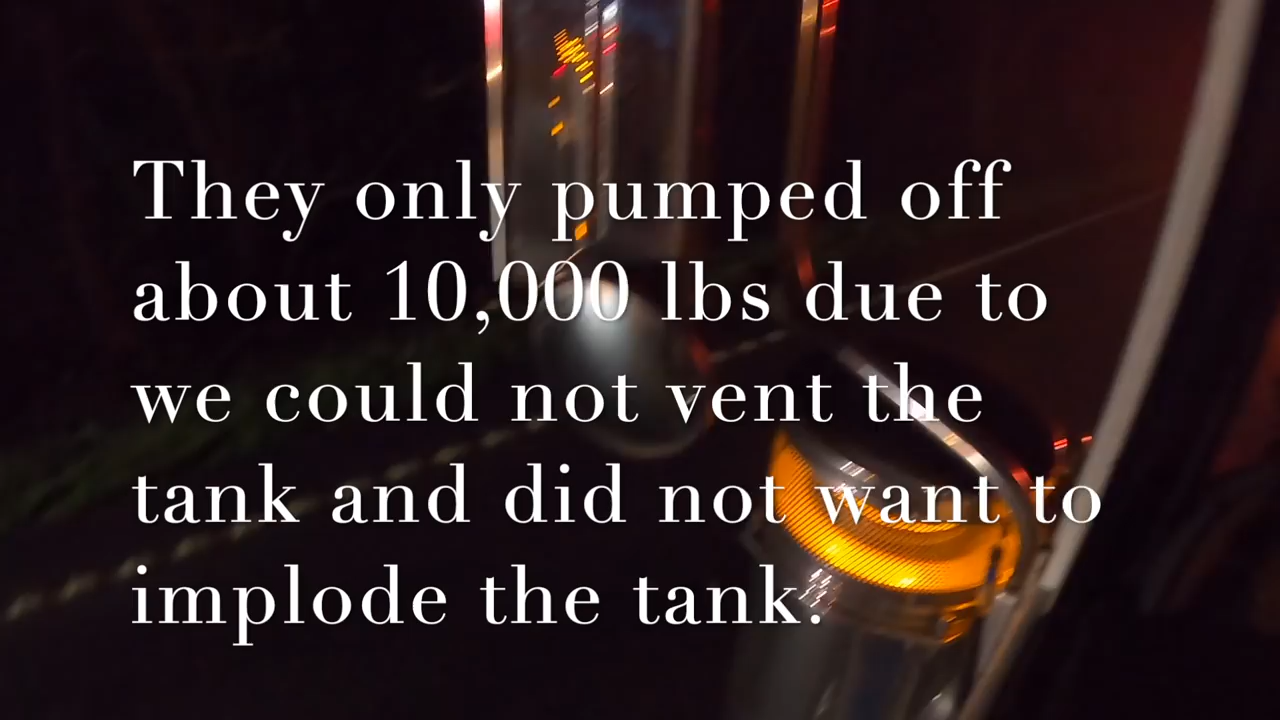 They only pumped off
about 10,000 lbs due to
we could not vent the
tank and did not want to
implode the tank.